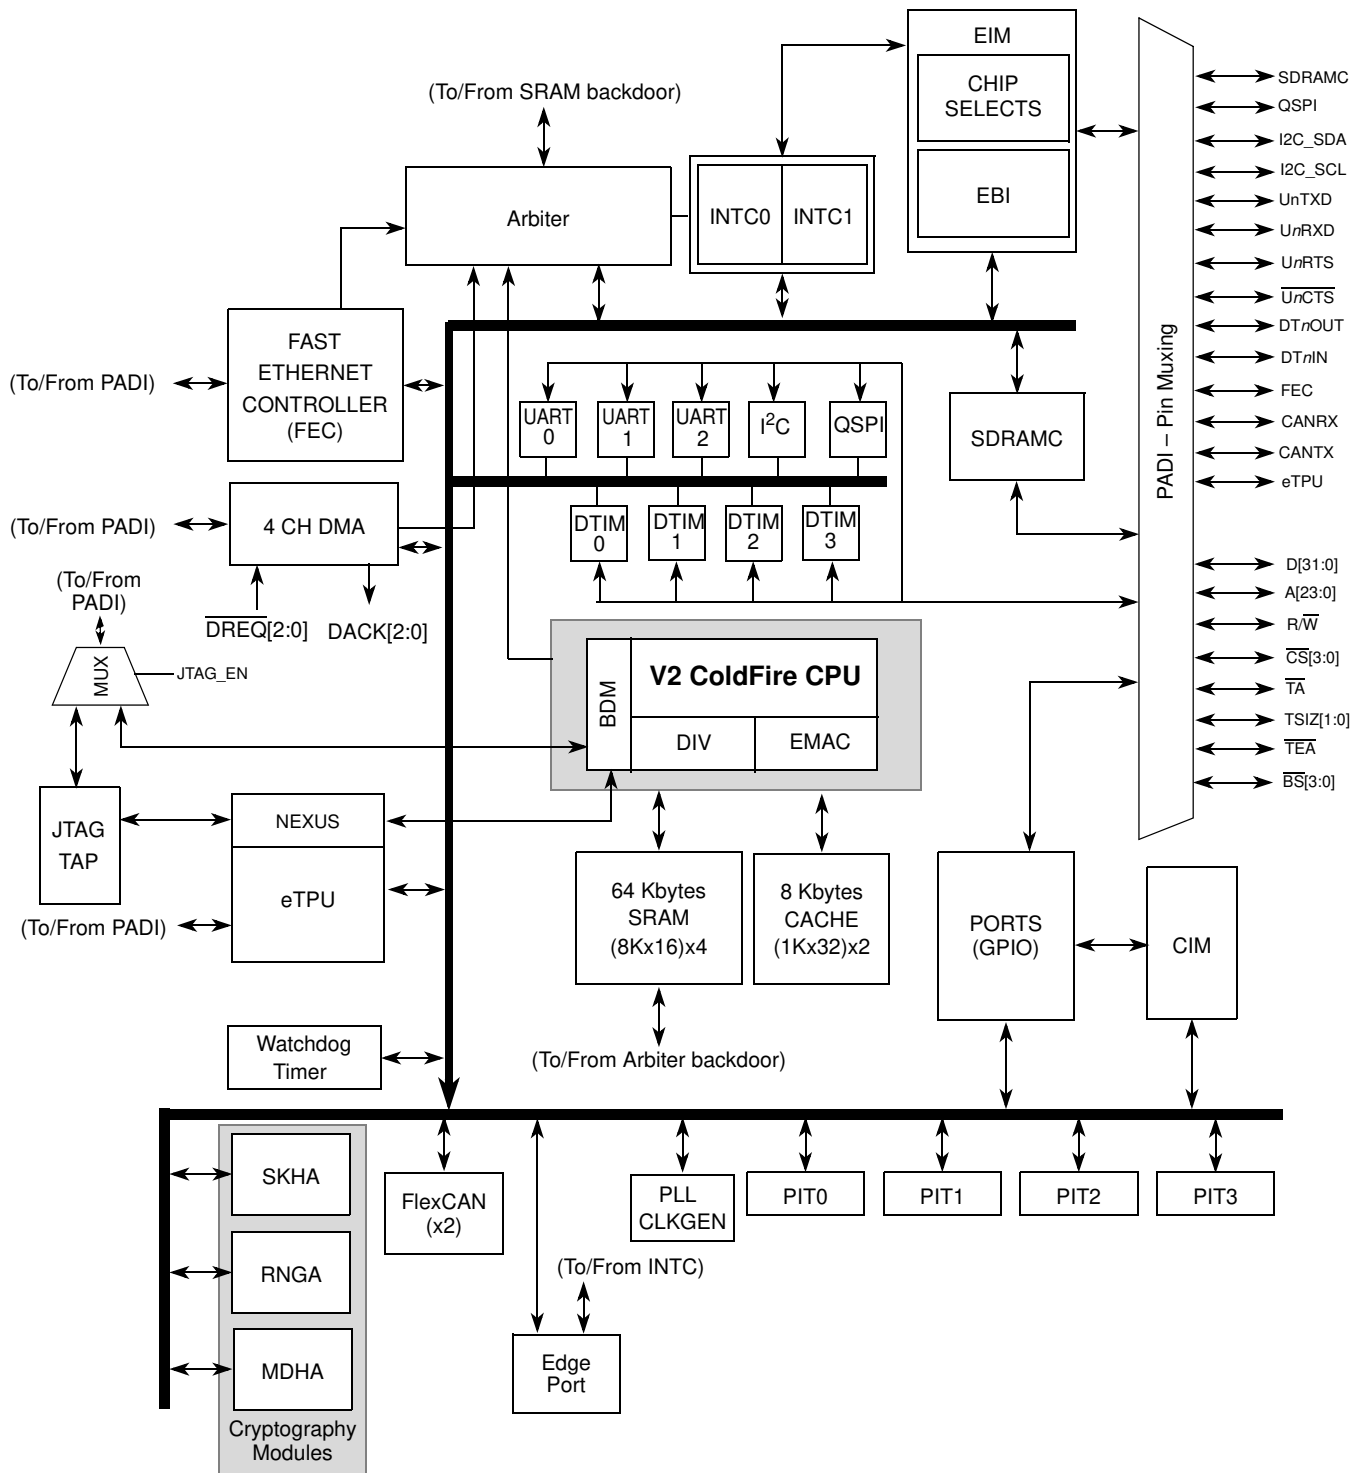 EIM
CHIP
SELECTS
EBI
(To/From SRAM backdoor)
Arbiter
INTC0
INTC1
FAST
ETHERNET
CONTROLLER
(FEC)
(To/From PADI)
UART
0
UART
1
UART
2
I²C
QSPI
SDRAMC
4 CH DMA
(To/From PADI)
DTIM
0
DTIM
1
DTIM
2
DTIM
3
(To/From
PADI)
DREQ[2:0]
DACK[2:0]
MUX
JTAG_EN
V2 ColdFire CPU
BDM
DIV
EMAC
JTAG
TAP
NEXUS
eTPU
(To/From PADI)
64 Kbytes
SRAM
(8Kx16)x4
8 Kbytes
CACHE
(1Kx32)x2
PORTS
(GPIO)
CIM
Watchdog
Timer
(To/From Arbiter backdoor)
SKHA
RNGA
MDHA
Cryptography
Modules
FlexCAN
(x2)
PLL
CLKGEN
PIT0
PIT1
PIT2
PIT3
(To/From INTC)
Edge
Port
PADI – Pin Muxing
SDRAMC
QSPI
I2C_SDA
I2C_SCL
UnTXD
UnRXD
UnRTS
UnCTS
DTnOUT
DTnIN
FEC
CANRX
CANTX
eTPU
D[31:0]
A[23:0]
R/W
CS[3:0]
TA
TSIZ[1:0]
TEA
BS[3:0]